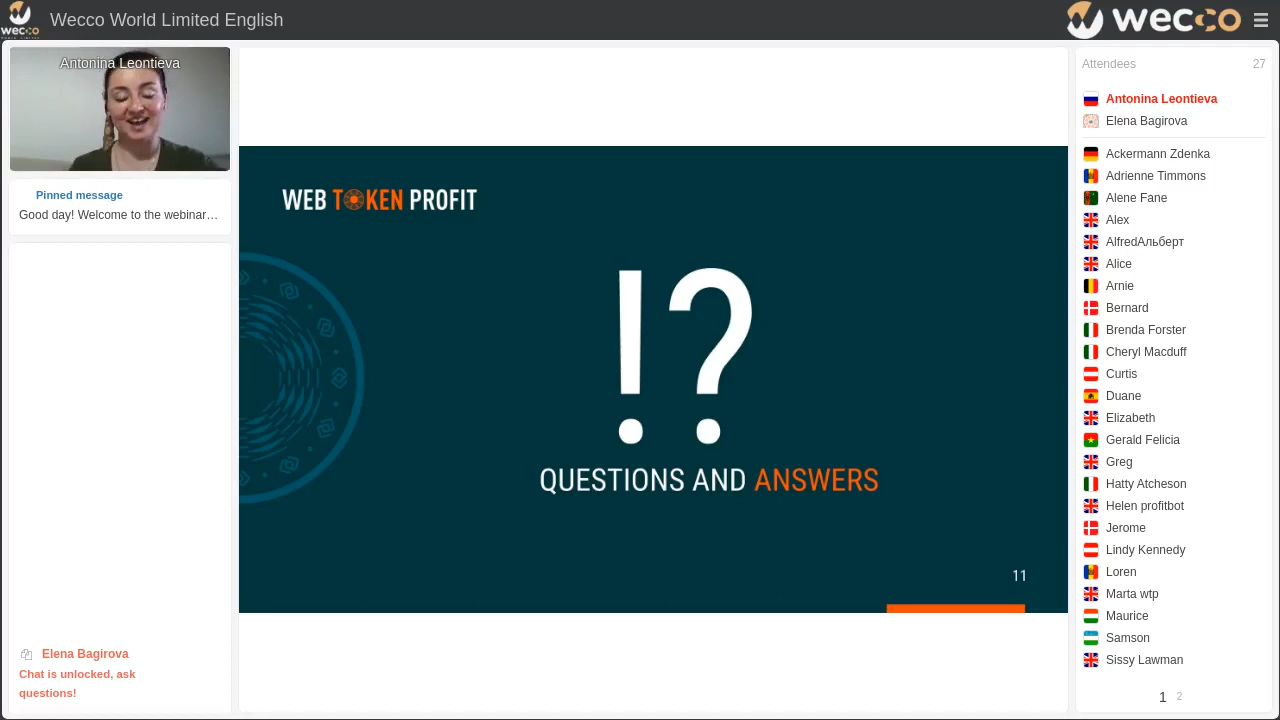 wecco
WORLD LIMITED
Wecco World Limited English
wecco
Antonina Leontieva
Pinned message
Good day! Welcome to the webinar…
Elena Bagirova
Chat is unlocked, ask
questions!
WEB TOKEN PROFIT
!?
QUESTIONS AND ANSWERS
11
Attendees 27
Antonina Leontieva
Elena Bagirova
Ackermann Zdenka
Adrienne Timmons
Alene Fane
Alex
AlfredАльберт
Alice
Arnie
Bernard
Brenda Forster
Cheryl Macduff
Curtis
Duane
Elizabeth
Gerald Felicia
Greg
Hatty Atcheson
Helen profitbot
Jerome
Lindy Kennedy
Loren
Marta wtp
Maurice
Samson
Sissy Lawman
1 2